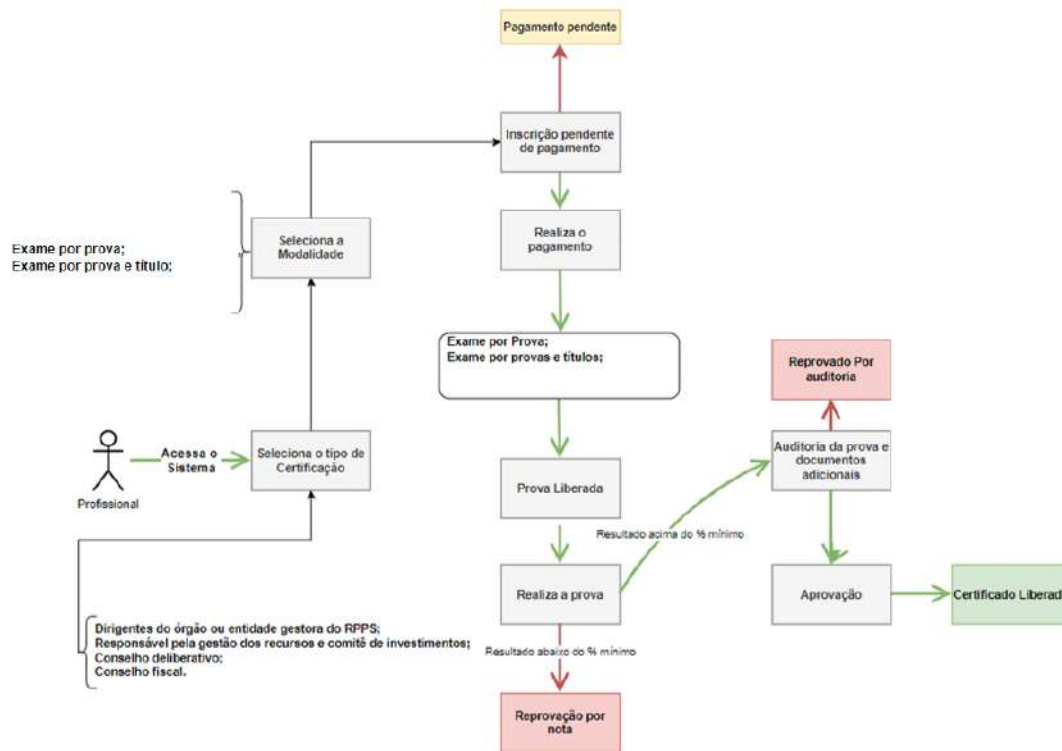 Pagamento pendente
Inscrição pendente
de pagamento
Seleciona a
Modalidade
Realiza o
pagamento
Exame por prova;
Exame por prova e título;
Exame por Prova;
Exame por provas e títulos;
Reprovado Por
auditoria
Acessa o
Sistema
Seleciona o tipo de
Certificação
Auditoria da prova e
documentos
adicionais
Profissional
Prova Liberada
Resultado acima do % mínimo
Realiza a prova
Aprovação
Certificado Liberad
Dirigentes do órgão ou entidade gestora do RPPS;
Responsável pela gestão dos recursos e comitê de investimentos;
Conselho deliberativo;
Conselho fiscal.
Resultado abaixo do % mínimo
Reprovação por
nota